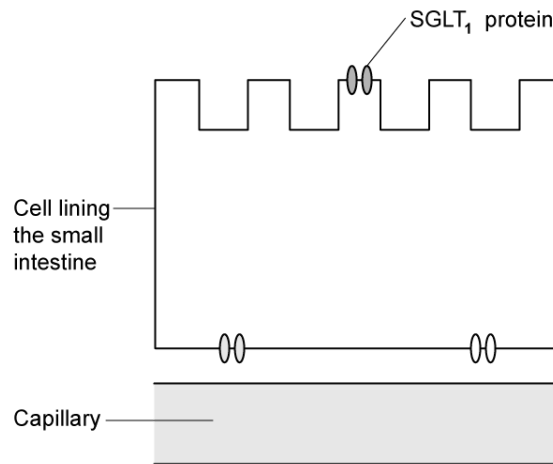 SGLT₁ protein
Cell lining
the small
intestine
Capillary